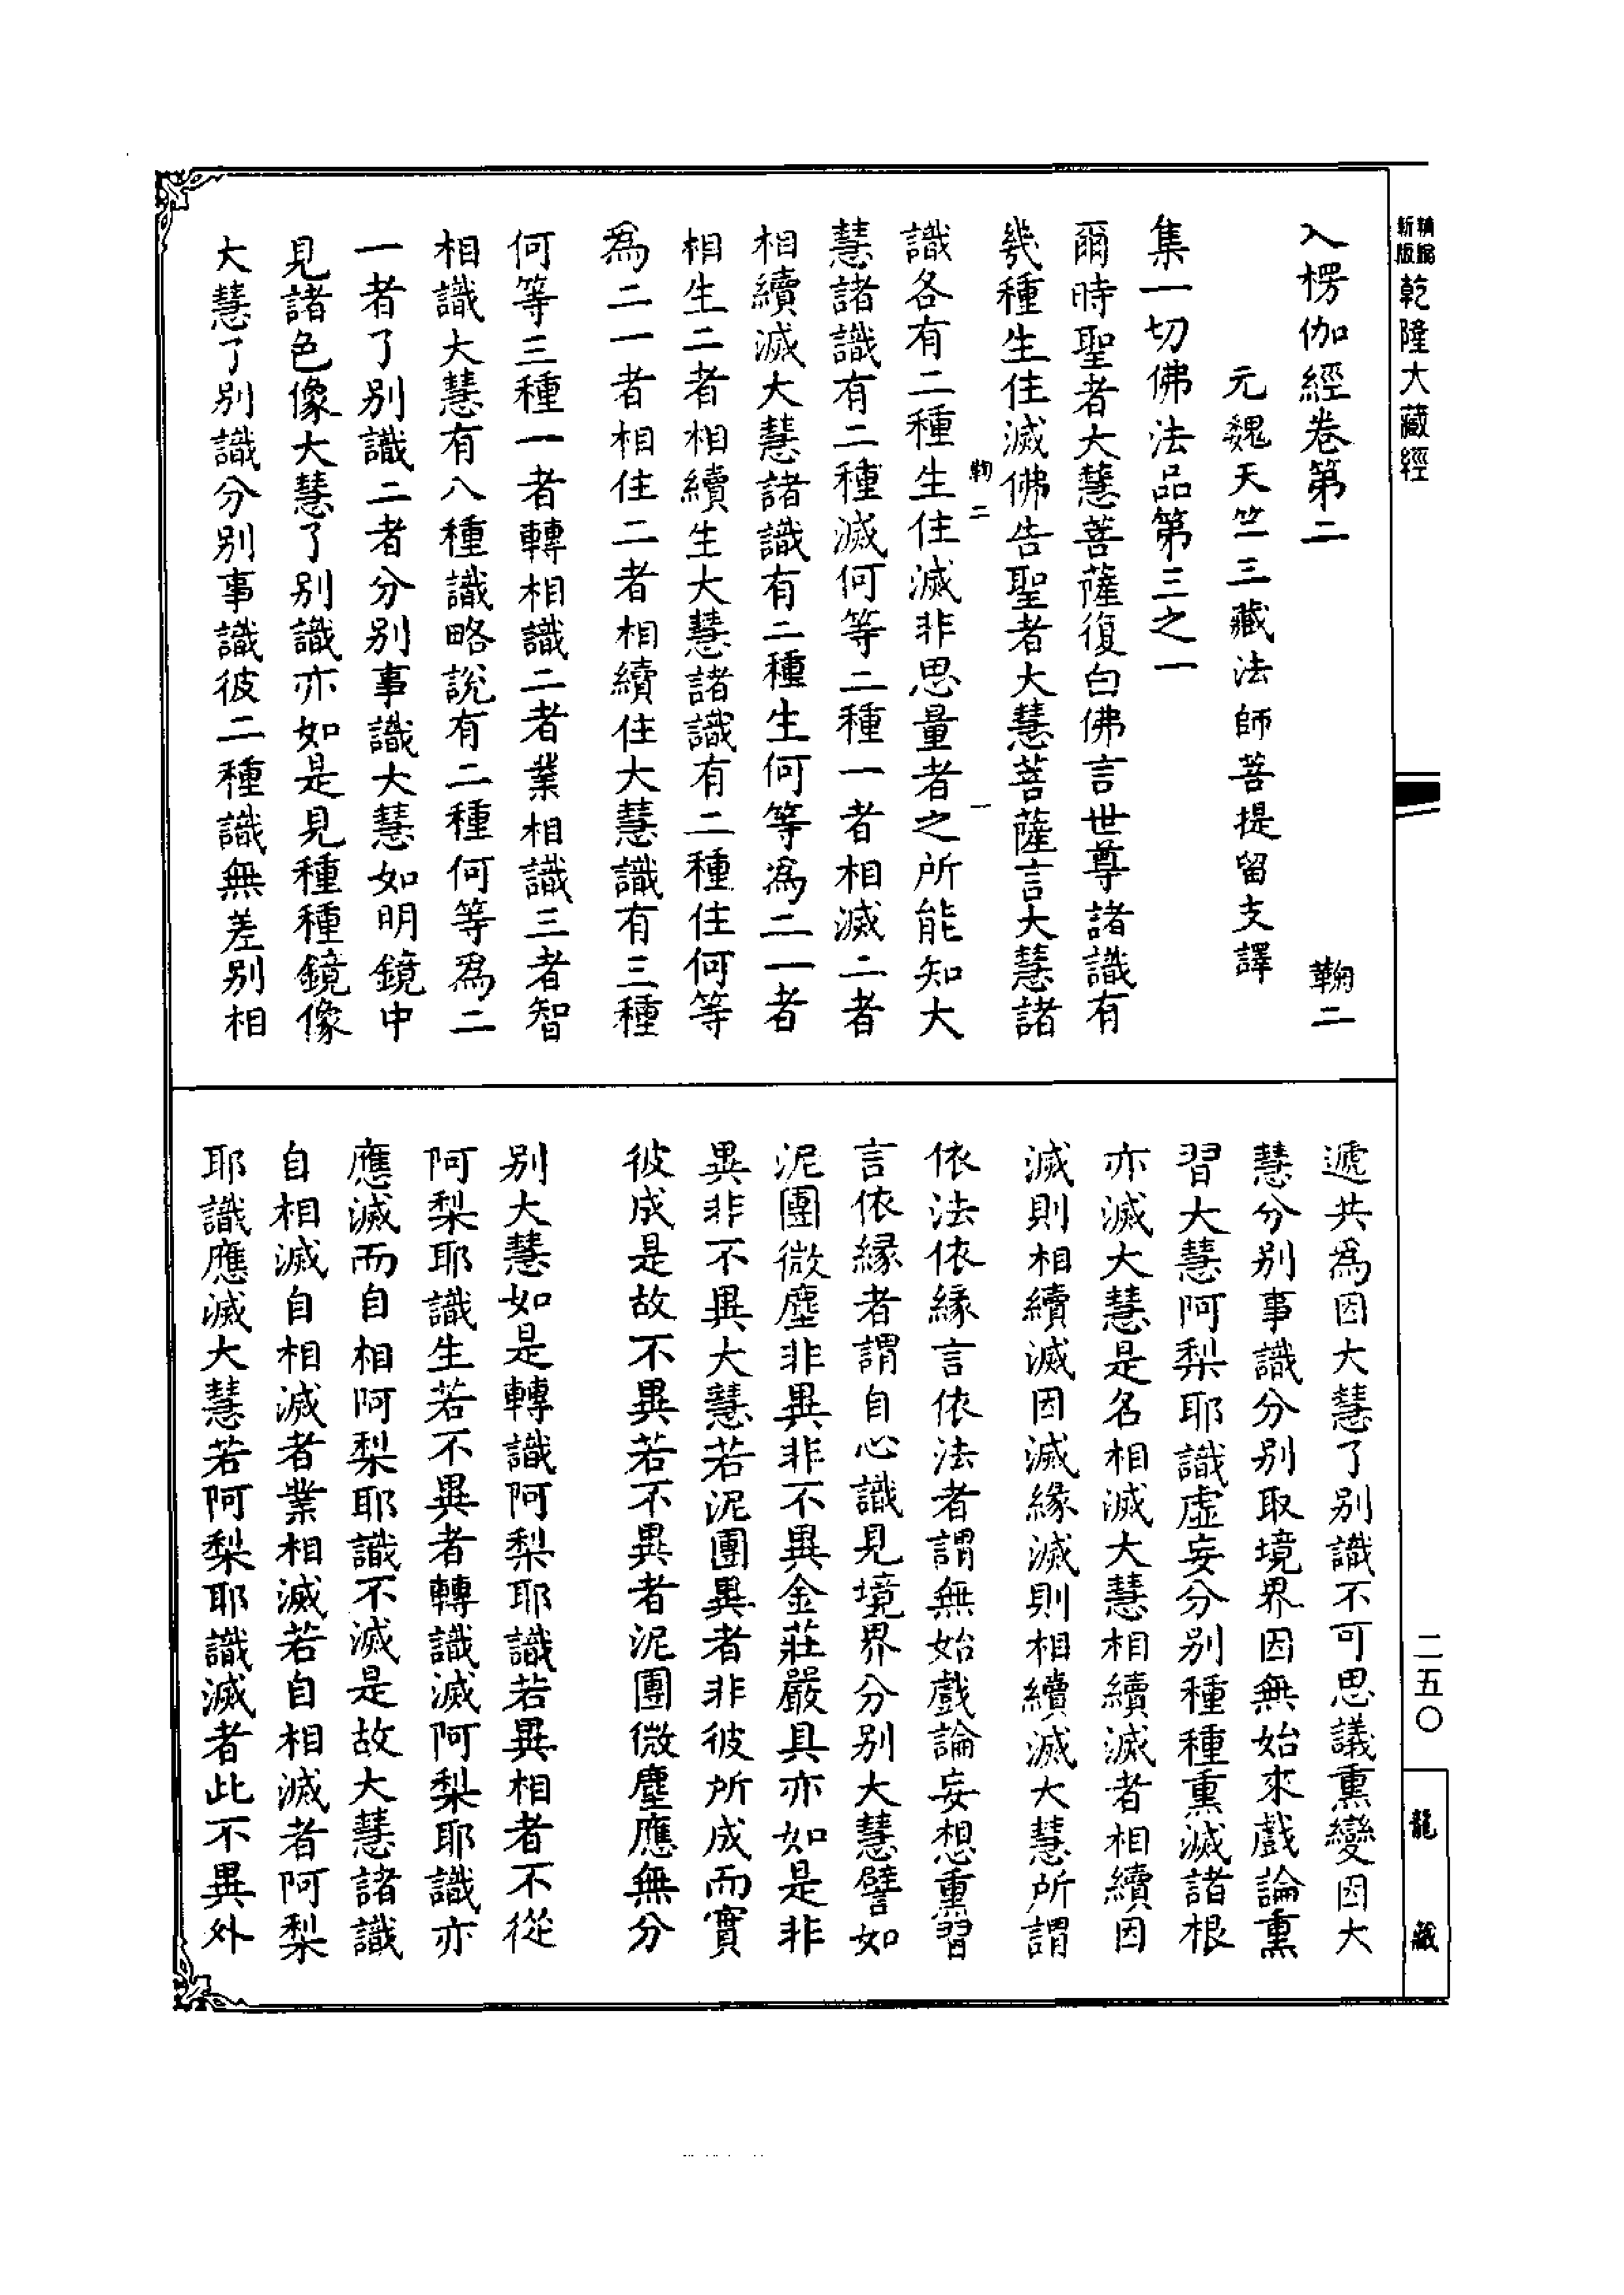 新版
精縮
乾隆大藏經
入楞伽經卷第二　鞠二
元魏天竺三藏法師菩提留支譯
集一切佛法品第三之一
爾時聖者大慧菩薩復白佛言世尊諸識有
幾種生住滅佛告聖者大慧菩薩言大慧諸
鞠二　一
識各有二種生住滅非思量者之所能知大
慧諸識有二種滅何等二種一者相滅二者
相續滅大慧諸識有二種生何等為二一者
相生二者相續生大慧諸識有二種住何等
為二一者相住二者相續住大慧識有三種
何等三種一者轉相識二者業相識三者智
相識大慧有八種識略說有二種何等為二
一者了別識二者分別事識大慧如明鏡中
見諸色像大慧了別識亦如是見種種鏡像
大慧了別識分別事識彼二種識無差別相
遞共為因大慧了別識不可思議熏變因大
慧分別事識分別取境界因無始來戲論熏
習大慧阿梨耶識虛妄分別種種熏滅諸根
亦滅大慧是名相滅大慧相續滅者相續因
滅則相續滅因滅緣滅則相續滅大慧所謂
依法依緣言依法者謂無始戲論妄想熏習
言依緣者謂自心識見境界分別大慧譬如
泥團微塵非異非不異金莊嚴具亦如是非
異非不異大慧若泥團異者非彼所成而實
彼成是故不異若不異者泥團微塵應無分
別大慧如是轉識阿梨耶識若異相者不從
阿梨耶識生若不異者轉識滅阿梨耶識亦
應滅而自相阿梨耶識不滅是故大慧諸識
自相滅自相滅者業相滅若自相滅者阿梨
耶識應滅大慧若阿梨耶識滅者此不異外
二五〇
龍藏